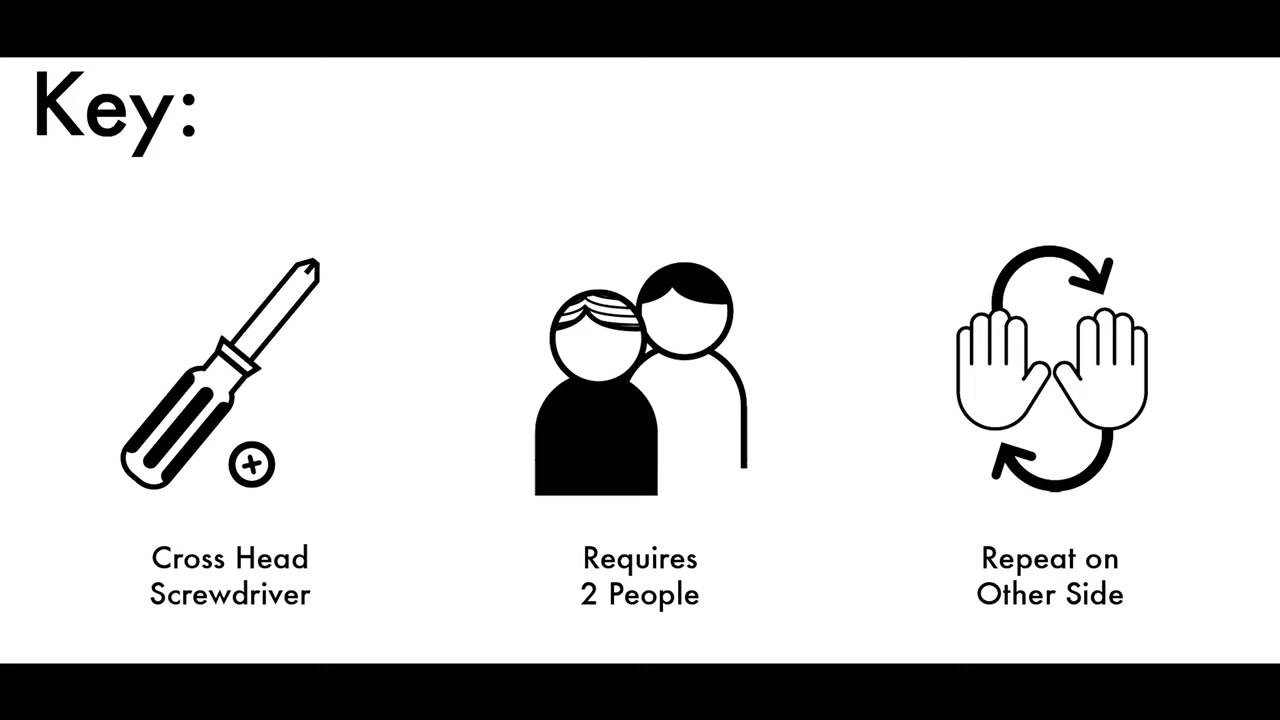 Key:
Cross Head
Screwdriver
Requires
2 People
Repeat on
Other Side